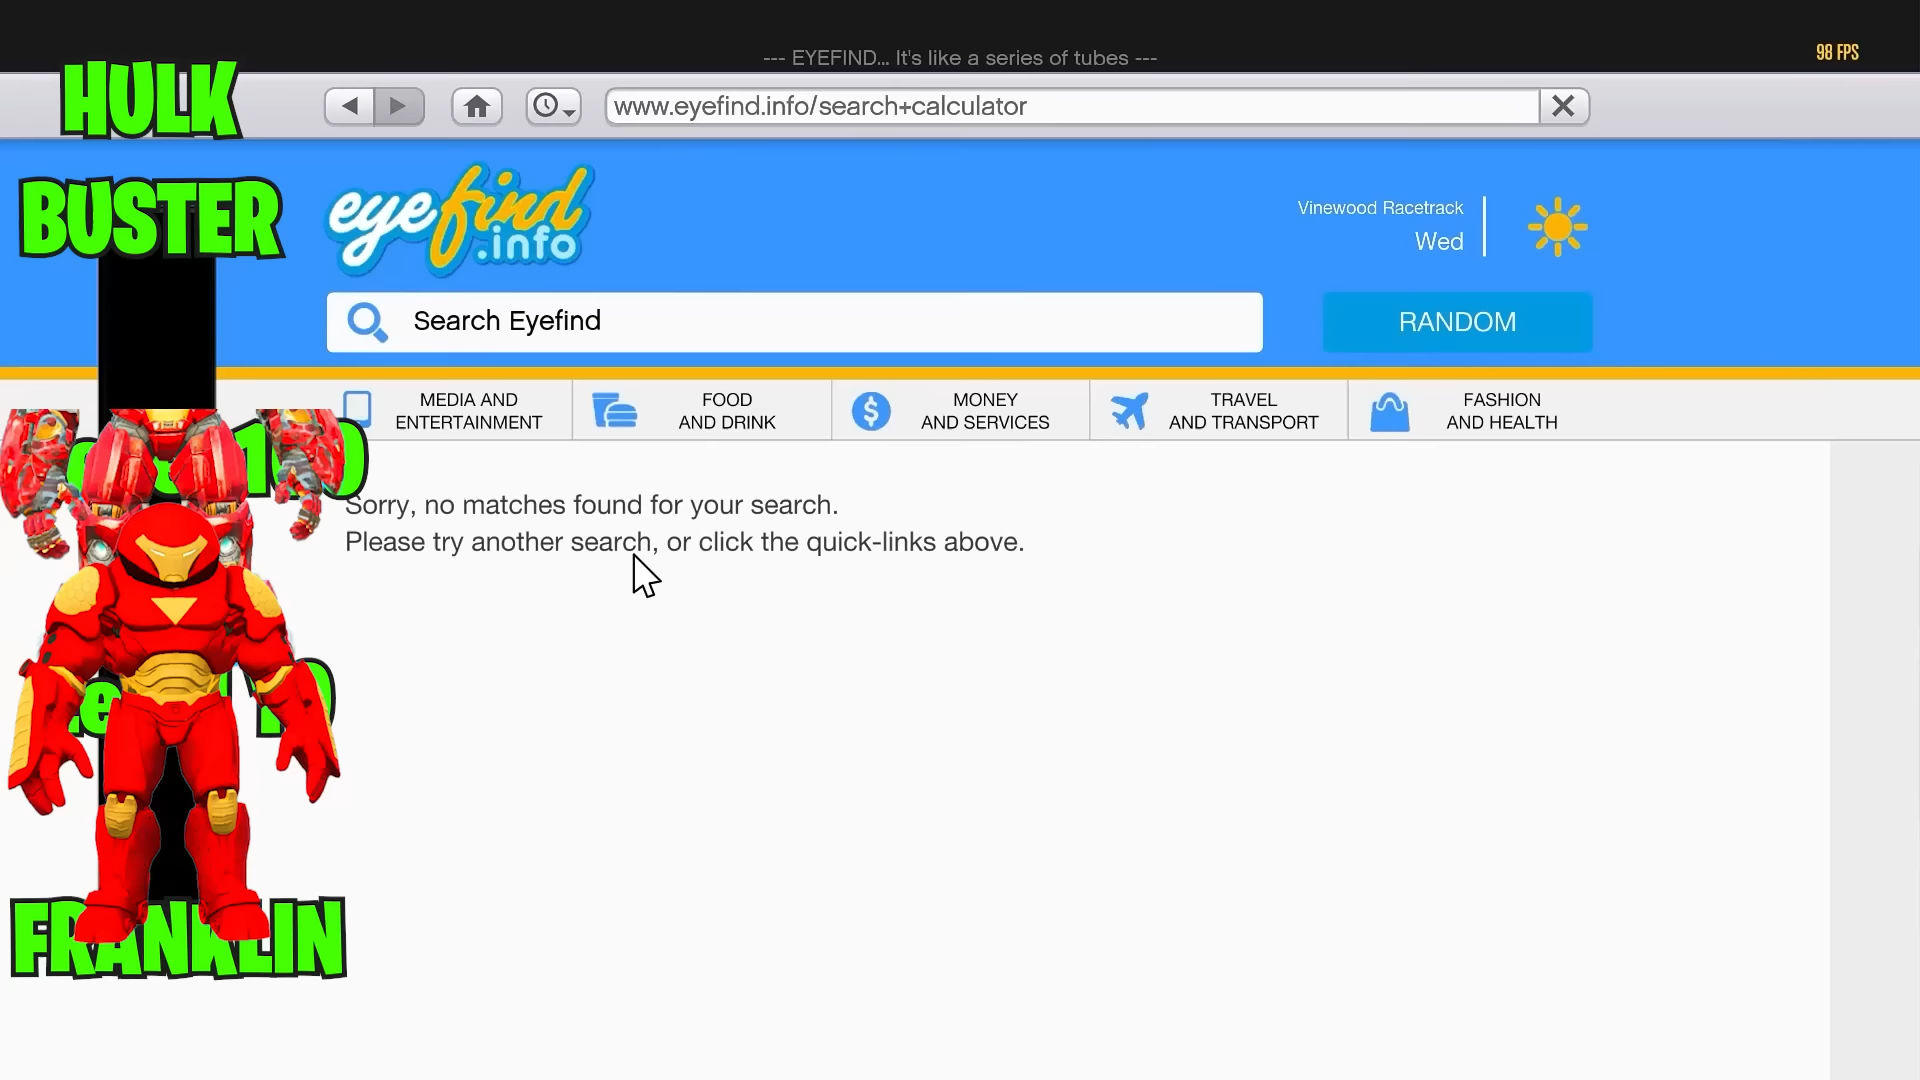 --- EYEFIND... It's like a series of tubes ---
98 FPS
HULK
BUSTER
www.eyefind.info/search+calculator
eyefind
.info
Vinewood Racetrack
Wed
Search Eyefind
RANDOM
MEDIA AND
ENTERTAINMENT
FOOD
AND DRINK
MONEY
AND SERVICES
TRAVEL
AND TRANSPORT
FASHION
AND HEALTH
Sorry, no matches found for your search.
Please try another search, or click the quick-links above.
FRANKLIN